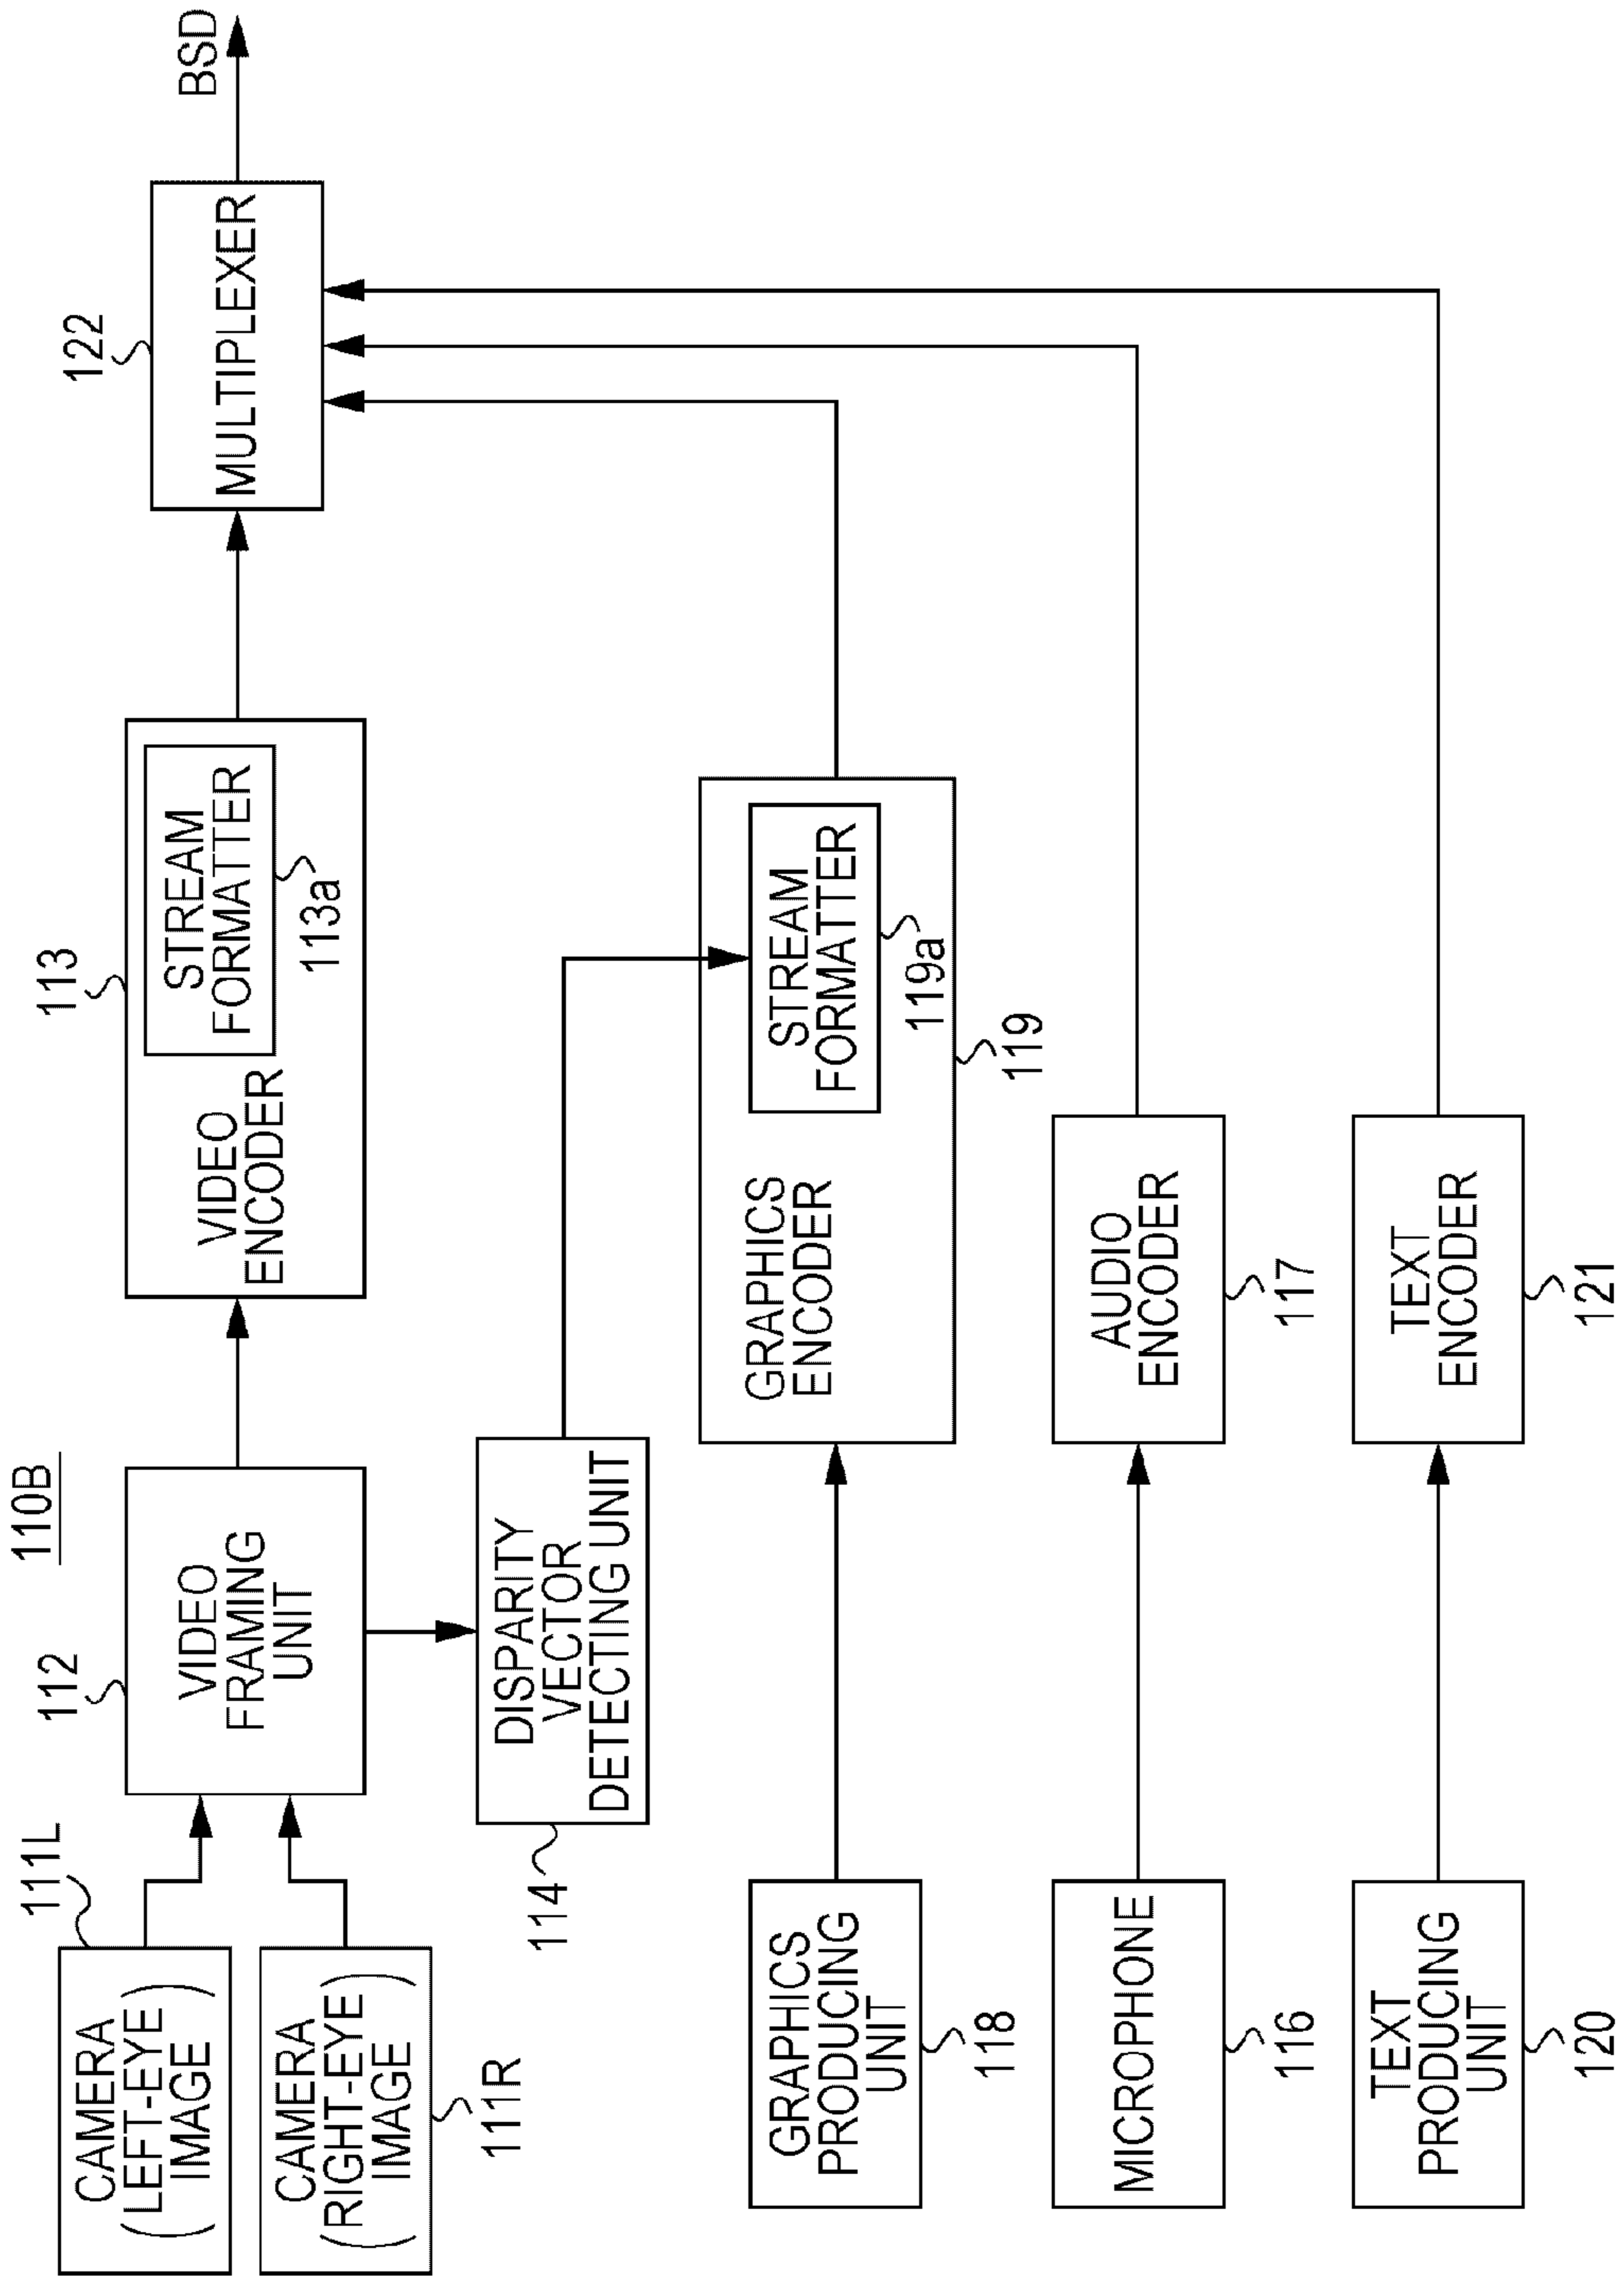 110B
111L
CAMERA
(LEFT-EYE)
IMAGE
CAMERA
(RIGHT-EYE)
IMAGE
111R
112
VIDEO
FRAMING
UNIT
113
VIDEO
ENCODER
STREAM
FORMATTER
113a
122
MULTIPLEXER
BSD
DISPARITY
VECTOR
DETECTING UNIT
114
GRAPHICS
PRODUCING
UNIT
118
GRAPHICS
ENCODER
STREAM
FORMATTER
119a
119
MICROPHONE
116
AUDIO
ENCODER
117
TEXT
PRODUCING
UNIT
120
TEXT
ENCODER
121